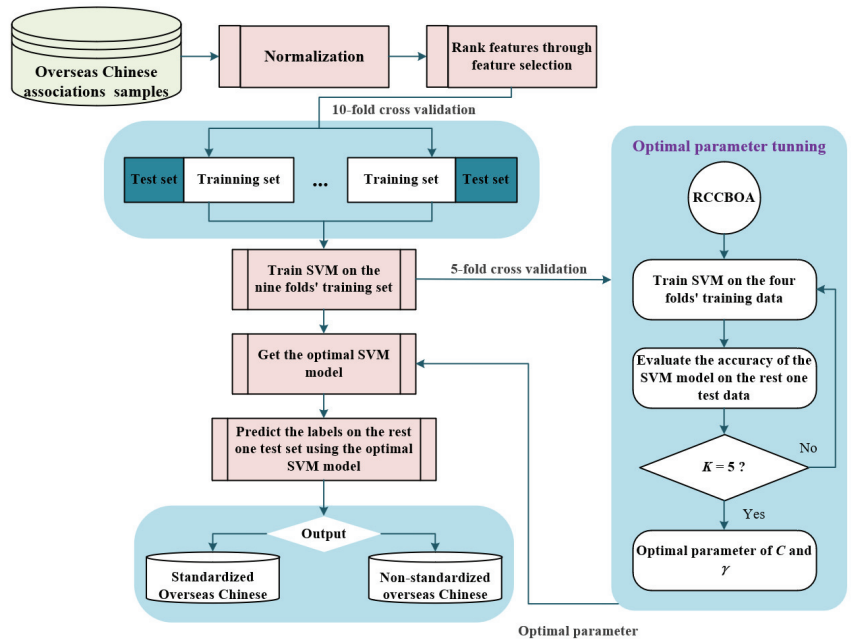 Overseas Chinese
associations samples
Normalization
Rank features through
feature selection
10-fold cross validation
Test set
Trainning set
...
Training set
Test set
Train SVM on the
nine folds' training set
5-fold cross validation
Get the optimal SVM
model
Predict the labels on the rest
one test set using the optimal
SVM model
Output
Standardized
Overseas Chinese
Non-standardized
overseas Chinese
Optimal parameter tunning
RCCBOA
Train SVM on the four
folds' training data
Evaluate the accuracy of the
SVM model on the rest one
test data
K = 5 ?
No
Yes
Optimal parameter of C and
γ
Optimal parameter